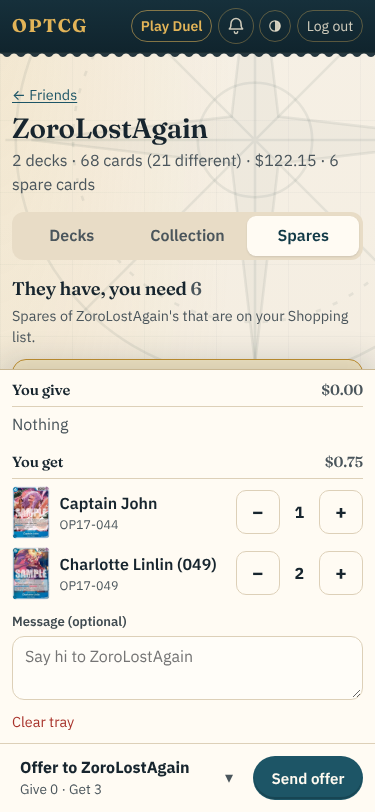 OPTCG
Play Duel
Log out
← Friends
ZoroLostAgain
2 decks · 68 cards (21 different) · $122.15 · 6
spare cards
Decks
Collection
Spares
They have, you need 6
Spares of ZoroLostAgain's that are on your Shopping
list.
You give
$0.00
Nothing
You get
$0.75
SAMPLE
Captain John
OP17-044
−
1
+
SAMPLE
Charlotte Linlin (049)
OP17-049
−
2
+
Message (optional)
Say hi to ZoroLostAgain
Clear tray
Offer to ZoroLostAgain
Give 0 · Get 3
▼
Send offer